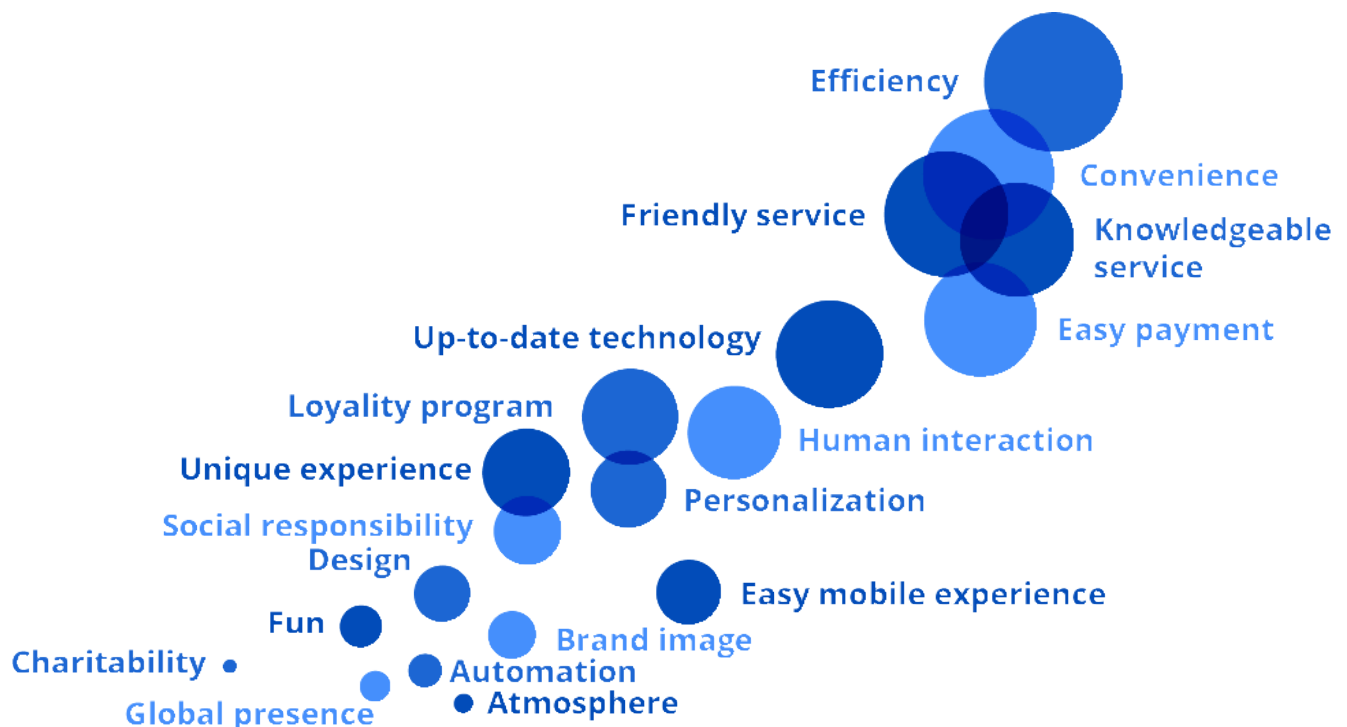 Efficiency
Convenience
Friendly service
Knowledgeable
service
Easy payment
Up-to-date technology
Loyality program
Human interaction
Unique experience
Personalization
Social responsibility
Design
Easy mobile experience
Fun
Brand image
Charitability
Automation
Atmosphere
Global presence